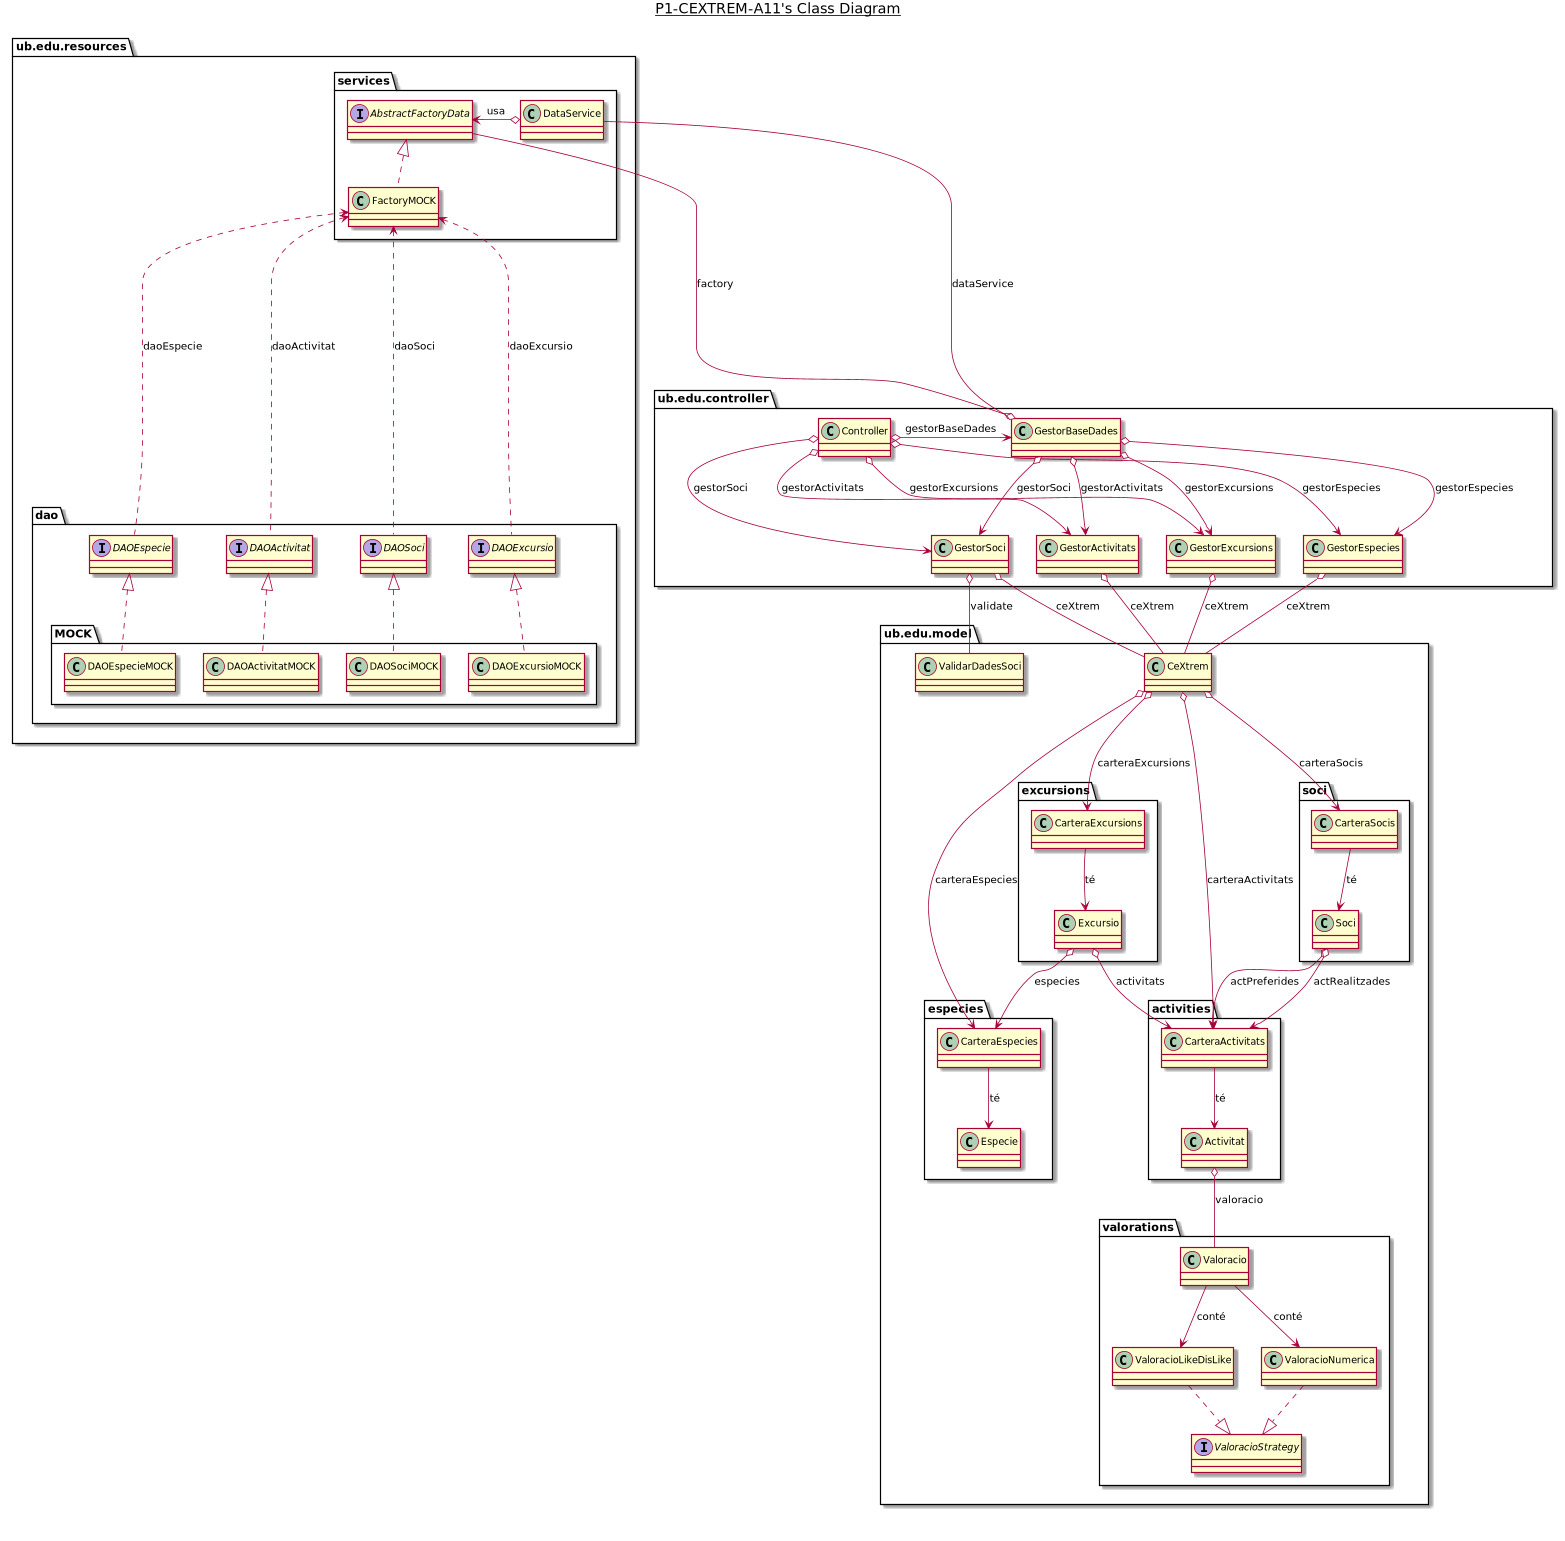 P1-CEXTREM-A11's Class Diagram
ub.edu.resources
services
AbstractFactoryData
usa
DataService
FactoryMOCK
factory
dataService
daoEspecie
daoActivitat
daoSoci
daoExcursio
ub.edu.controller
Controller
gestorBaseDades
GestorBaseDades
gestorSoci
gestorActivitats
gestorExcursions
gestorSoci
gestorActivitats
gestorExcursions
gestorEspecies
gestorEspecies
dao
DAOEspecie
DAOActivitat
DAOSoci
DAOExcursio
GestorSoci
GestorActivitats
GestorExcursions
GestorEspecies
validate
ceXtrem
ceXtrem
ceXtrem
ceXtrem
MOCK
DAOEspecieMOCK
DAOActivitatMOCK
DAOSociMOCK
DAOExcursioMOCK
ub.edu.model
ValidarDadesSoci
CeXtrem
carteraExcursions
carteraSocis
excursions
soci
CarteraExcursions
CarteraSocis
carteraEspecies
té
carteraActivitats
té
Excursio
Soci
especies
activitats
actPreferides
actRealitzades
especies
activities
CarteraEspecies
CarteraActivitats
té
té
Especie
Activitat
valoracio
valorations
Valoracio
conté
conté
ValoracioLikeDisLike
ValoracioNumerica
ValoracioStrategy